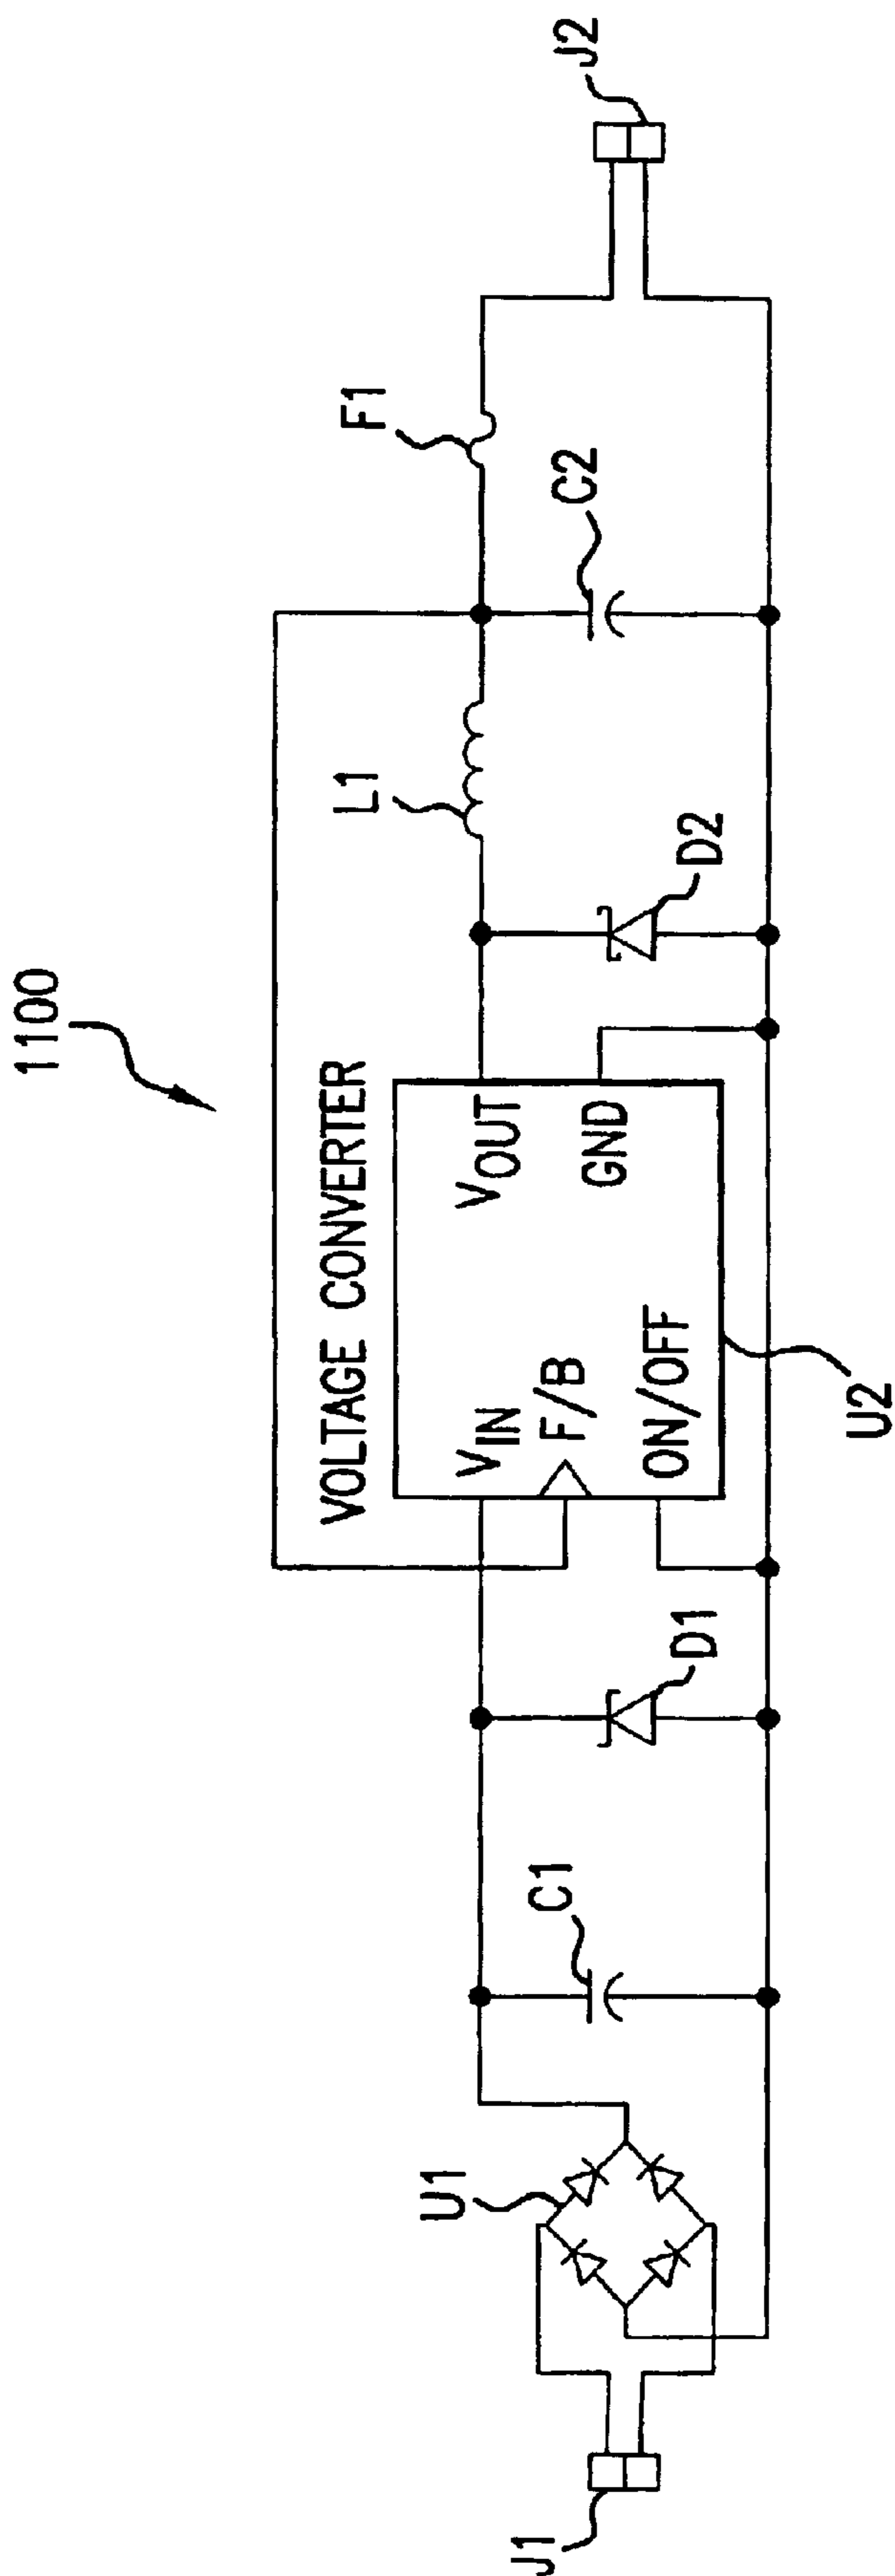 1100
VOLTAGE CONVERTER
L1
F1
J2
VIN
VOUT
F/B
GND
ON/OFF
U1
C1
D1
D2
C2
J1
U2